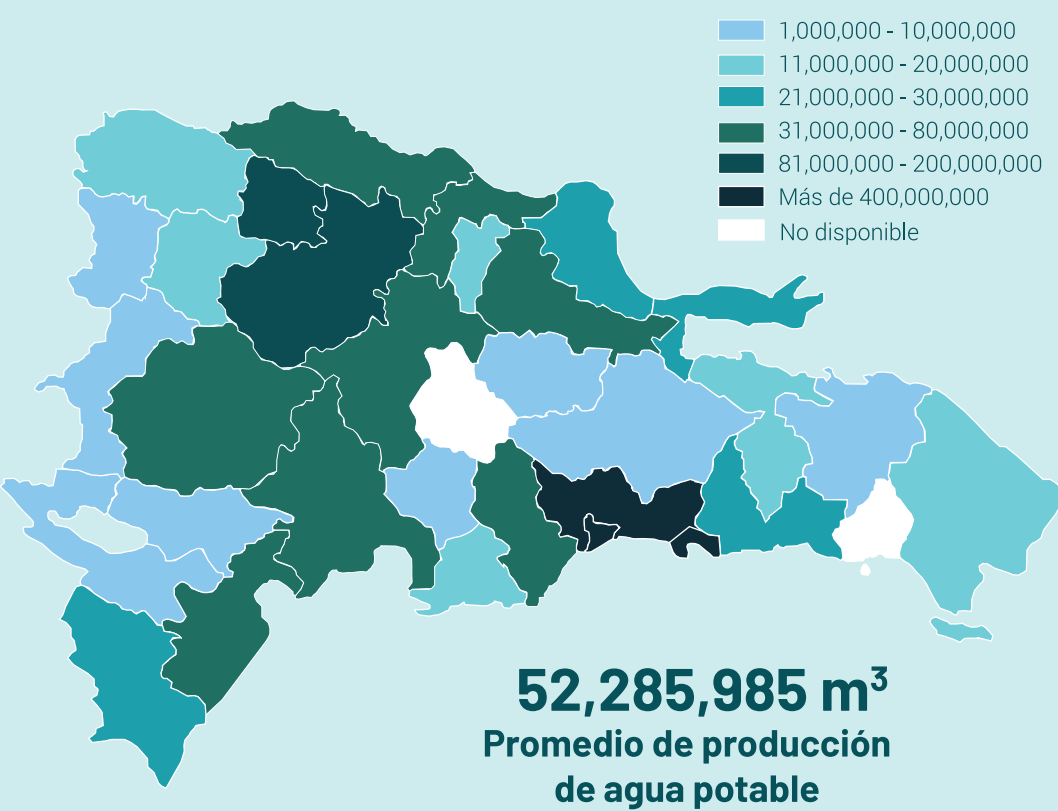 1,000,000 - 10,000,000
11,000,000 - 20,000,000
21,000,000 - 30,000,000
31,000,000 - 80,000,000
81,000,000 - 200,000,000
Más de 400,000,000
No disponible
52,285,985 m³
Promedio de producción
de agua potable